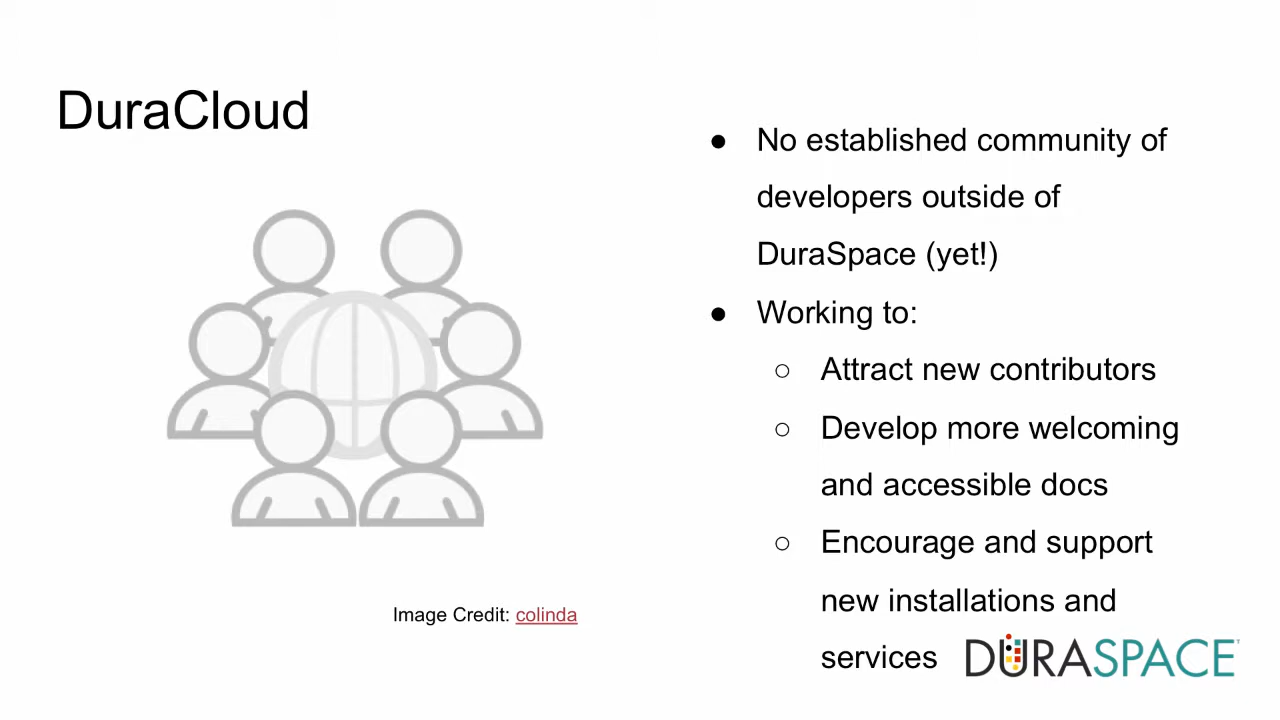 DuraCloud
● No established community of
developers outside of
DuraSpace (yet!)
● Working to:
○ Attract new contributors
○ Develop more welcoming
and accessible docs
○ Encourage and support
new installations and
services
Image Credit: colinda
DURASPACE